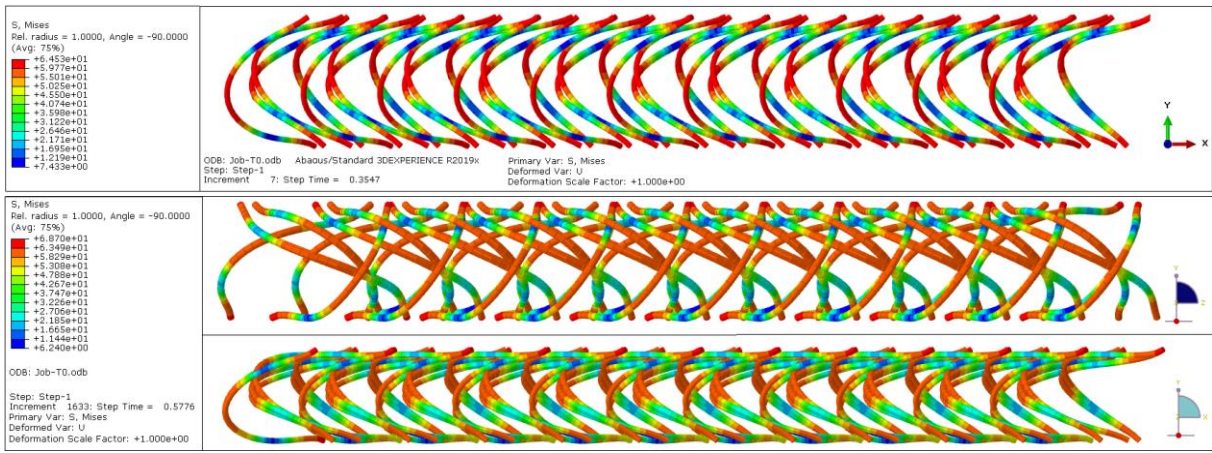 S, Mises
Rel. radius = 1.0000, Angle = -90.0000
(Avg: 75%)
+6.453e+01
+5.977e+01
+5.501e+01
+5.025e+01
+4.550e+01
+4.074e+01
+3.598e+01
+3.122e+01
+2.646e+01
+2.171e+01
+1.695e+01
+1.219e+01
+7.433e+00
Y
X
ODB: Job-T0.odb Abaqus/Standard 3DEXPERIENCE R2019x
Step: Step-1
Increment 7: Step Time = 0.3547
Primary Var: S, Mises
Deformed Var: U
Deformation Scale Factor: +1.000e+00
S, Mises
Rel. radius = 1.0000, Angle = -90.0000
(Avg: 75%)
+6.870e+01
+6.349e+01
+5.829e+01
+5.308e+01
+4.788e+01
+4.267e+01
+3.747e+01
+3.226e+01
+2.706e+01
+2.185e+01
+1.665e+01
+1.144e+01
+6.240e+00
Y
Z
ODB: Job-T0.odb
Step: Step-1
Increment 1633: Step Time = 0.5776
Primary Var: S, Mises
Deformed Var: U
Deformation Scale Factor: +1.000e+00
Y
X